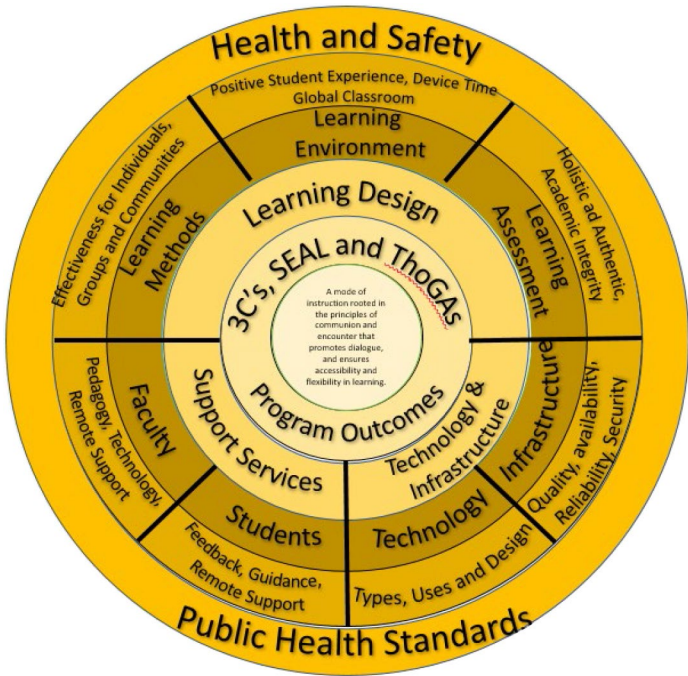 Health and Safety
Positive Student Experience, Device Time
Global Classroom
Learning
Environment
Effectiveness for Individuals,
Groups and Communities
Learning
Methods
Holistic ad Authentic,
Academic Integrity
Learning
Assessment
Learning Design
3C's, SEAL and ThoGAs
A mode of
instruction rooted in
the principles of
communion and
encounter that
promotes dialogue,
and ensures
accessibility and
flexibility in learning.
Program Outcomes
Support Services
Technology &
Infrastructure
Faculty
Pedagogy, Technology,
Remote Support
Students
Feedback, Guidance,
Remote Support
Technology
Types, Uses and Design
Infrastructure
Quality, availability,
Reliability, Security
Public Health Standards